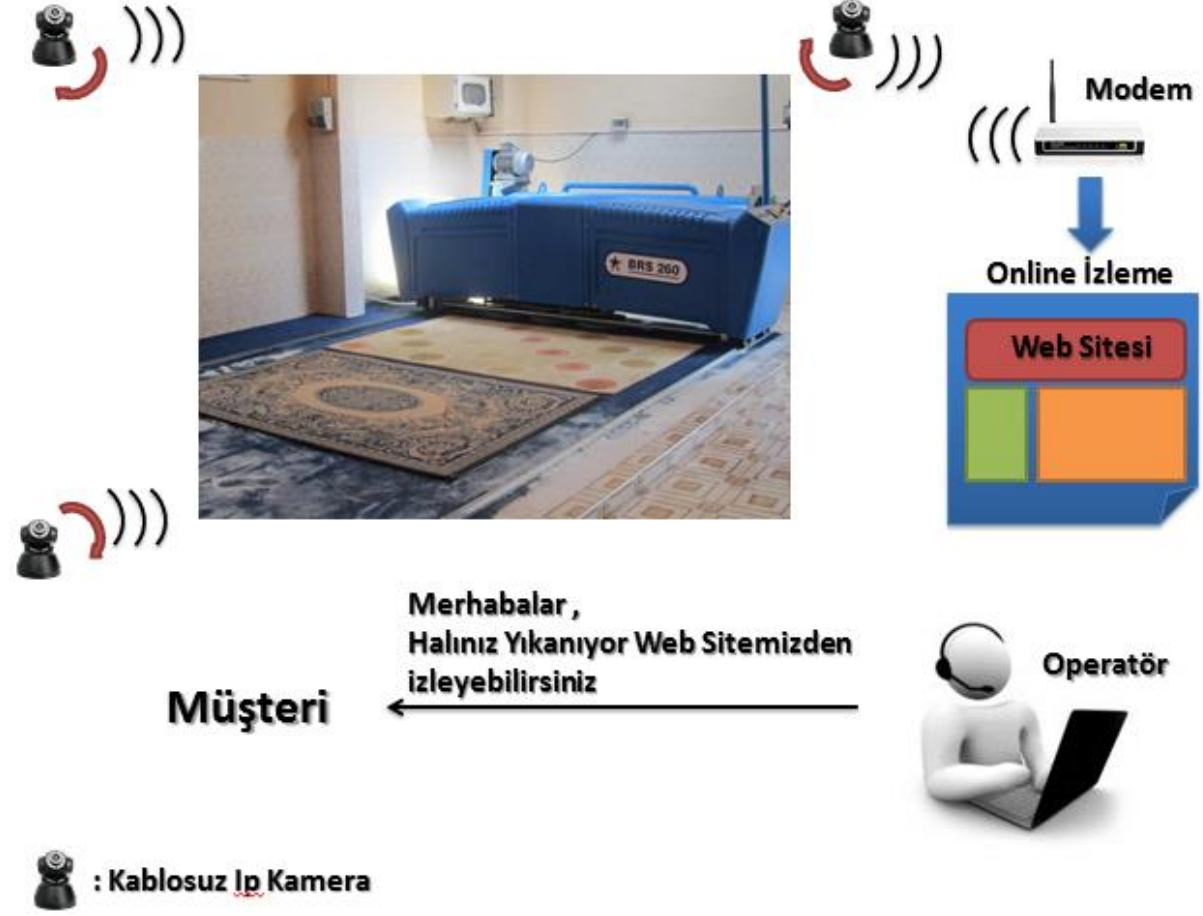 Modem
BRS 260
Online İzleme
Web Sitesi
Merhabalar ,
Halınız Yıkanıyor Web Sitemizden
izleyebilirsiniz
Operatör
Müşteri
: Kablosuz Ip Kamera